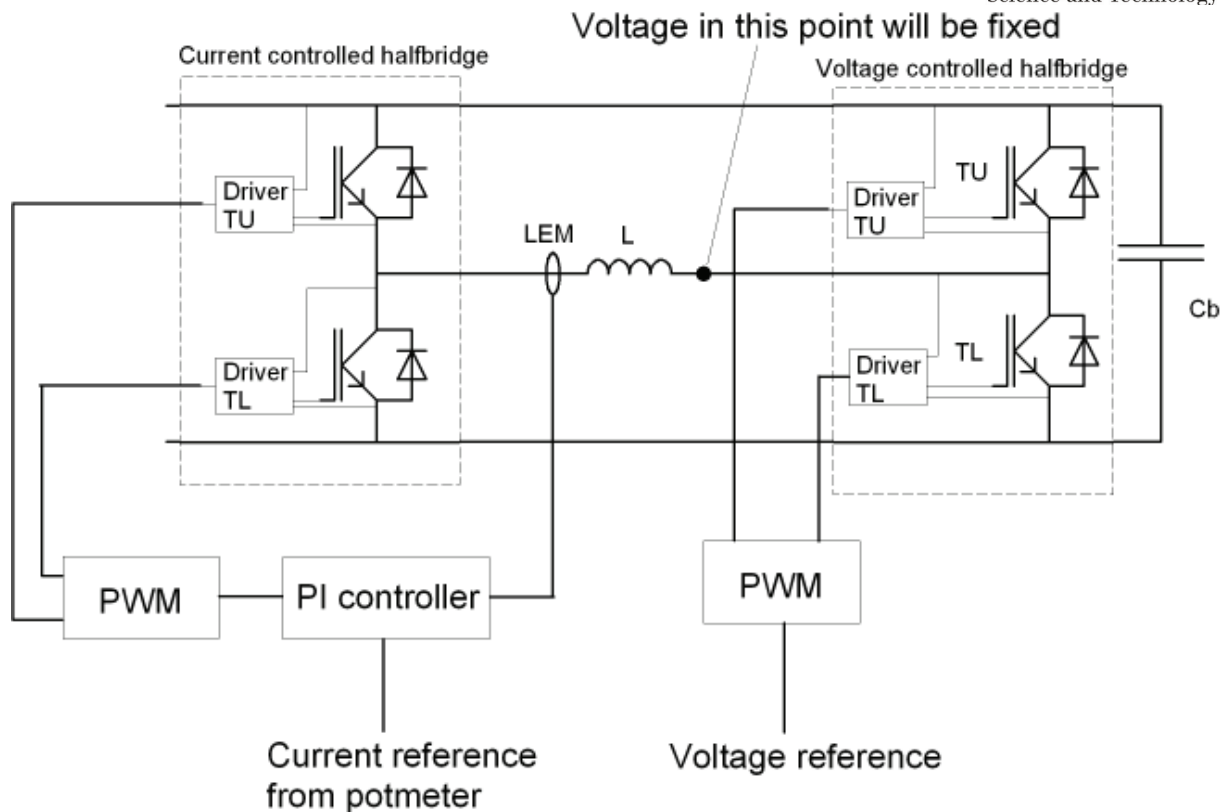 Science and Technology
Voltage in this point will be fixed
Current controlled halfbridge
Voltage controlled halfbridge
Driver
TU
LEM
L
Driver
TU
TU
Cb
Driver
TL
Driver
TL
TL
PWM
PI controller
PWM
Current reference
from potmeter
Voltage reference